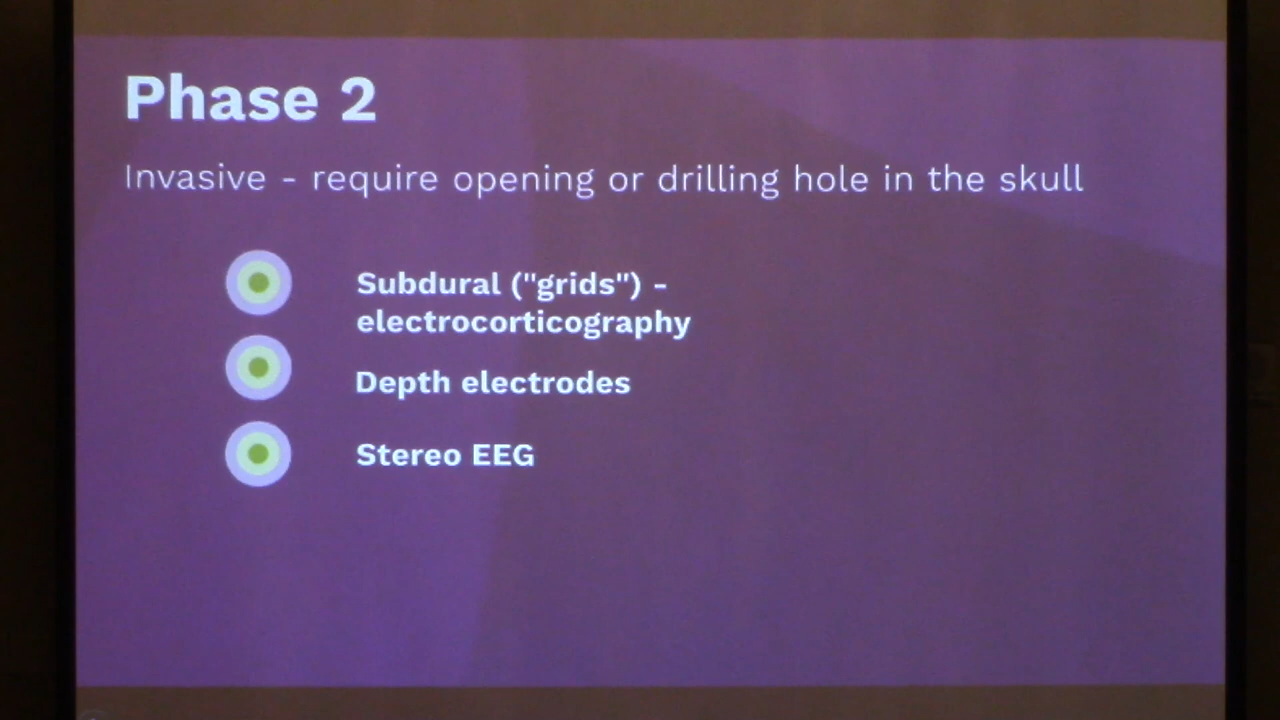 Phase 2
Invasive - require opening or drilling hole in the skull
Subdural ("grids") -
electrocorticography
Depth electrodes
Stereo EEG